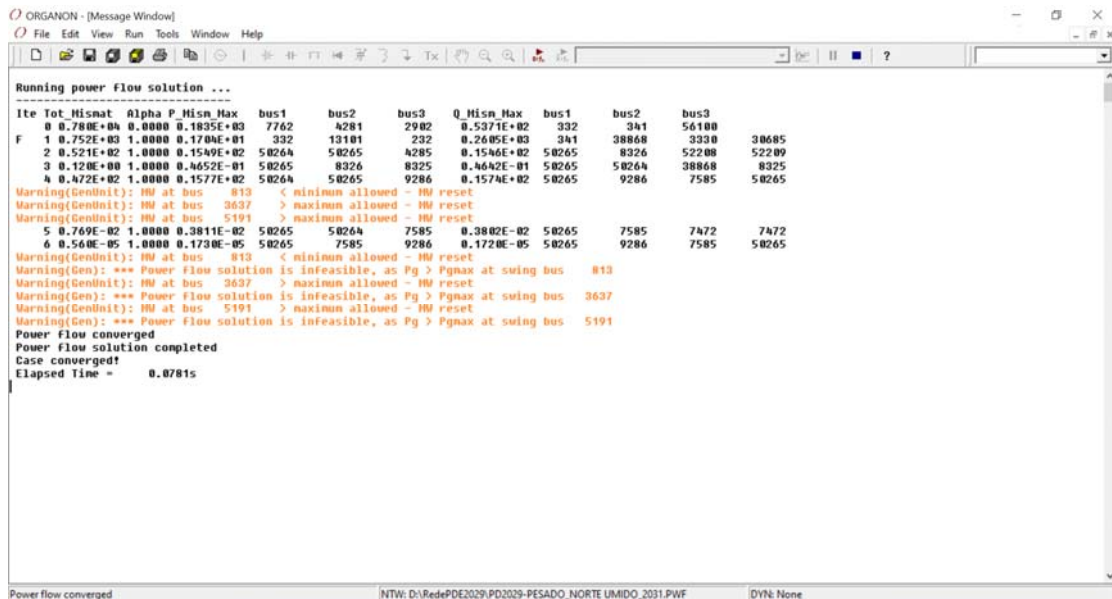 ORGANON - [Message Window]
File Edit View Run Tools Window Help
Tx ?
Running power flow solution ...
Ite Tot_Mismat Alpha P_Mism_Max bus1 bus2 bus3 Q_Mism_Max bus1 bus2 bus3
0 0.780E+04 0.0000 0.1835E+03 7762 4281 2902 0.5371E+02 332 341 56100
F 1 0.752E+03 1.0000 0.1704E+01 332 13101 232 0.2605E+03 341 38868 3330 30685
2 0.521E+02 1.0000 0.1549E+02 50264 50265 4285 0.1546E+02 50265 8326 52208 52209
3 0.120E+00 1.0000 0.4652E-01 50265 8326 8325 0.4642E-01 50265 50264 38868 8325
4 0.472E+02 1.0000 0.1577E+02 50264 50265 9286 0.1574E+02 50265 9286 7585 50265
Warning(GenUnit): MW at bus 813 < minimum allowed - MW reset
Warning(GenUnit): MW at bus 3637 > maximum allowed - MW reset
Warning(GenUnit): MW at bus 5191 > maximum allowed - MW reset
5 0.769E-02 1.0000 0.3811E-02 50265 50264 7585 0.3802E-02 50265 7585 7472 7472
6 0.560E-05 1.0000 0.1730E-05 50265 7585 9286 0.1720E-05 50265 9286 7585 50265
Warning(GenUnit): MW at bus 813 < minimum allowed - MW reset
Warning(Gen): *** Power flow solution is infeasible, as Pg > Pgmax at swing bus 813
Warning(GenUnit): MW at bus 3637 > maximum allowed - MW reset
Warning(Gen): *** Power flow solution is infeasible, as Pg > Pgmax at swing bus 3637
Warning(GenUnit): MW at bus 5191 > maximum allowed - MW reset
Warning(Gen): *** Power flow solution is infeasible, as Pg > Pgmax at swing bus 5191
Power flow converged
Power flow solution completed
Case converged!
Elapsed Time = 0.0781s
Power flow converged NTW: D:\RedePDE2029\PD2029-PESADO_NORTE UMIDO_2031.PWF DYN: None